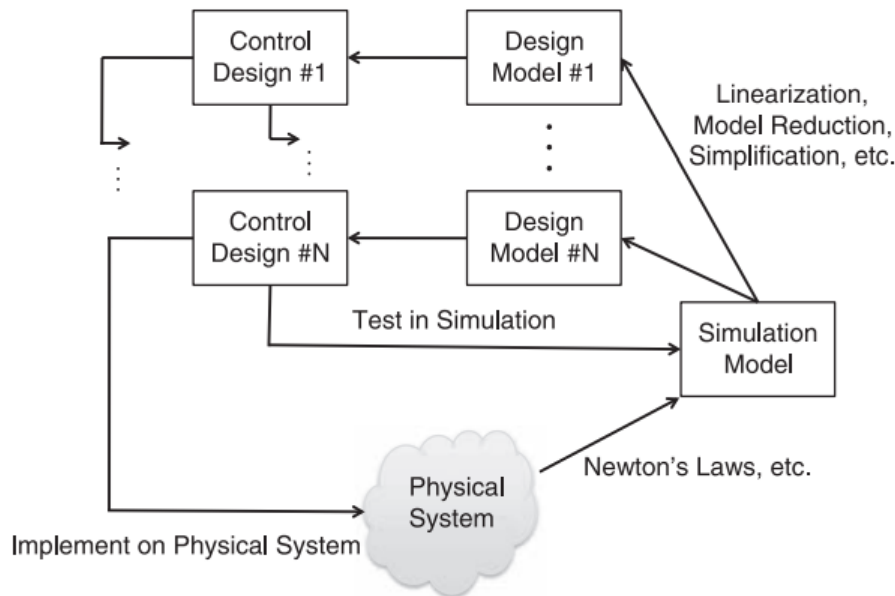 Control
Design #1
Design
Model #1
Linearization,
Model Reduction,
Simplification, etc.
Control
Design #N
Design
Model #N
Test in Simulation
Simulation
Model
Newton's Laws, etc.
Physical
System
Implement on Physical System